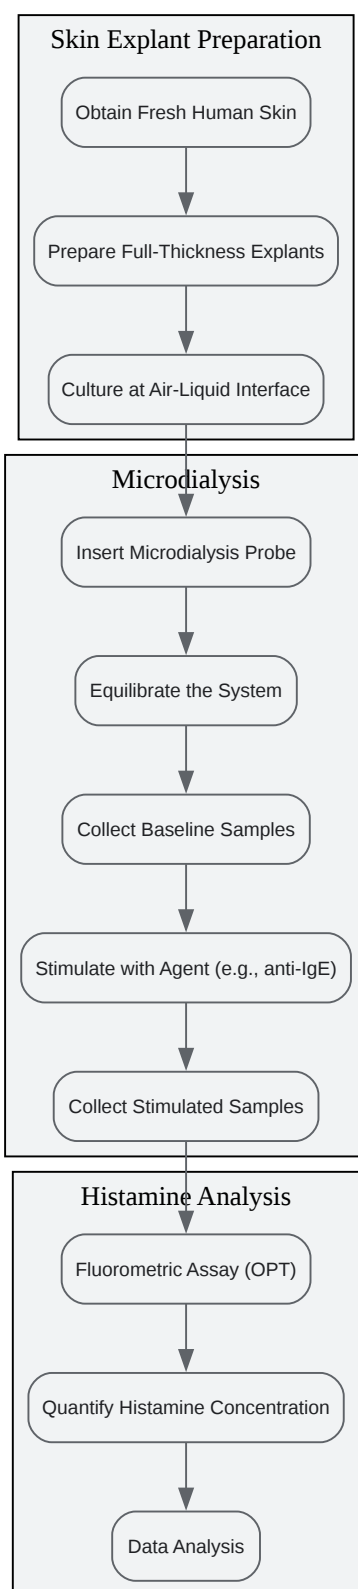 Skin Explant Preparation
Obtain Fresh Human Skin
Prepare Full-Thickness Explants
Culture at Air-Liquid Interface
Microdialysis
Insert Microdialysis Probe
Equilibrate the System
Collect Baseline Samples
Stimulate with Agent (e.g., anti-IgE)
Collect Stimulated Samples
Histamine Analysis
Fluorometric Assay (OPT)
Quantify Histamine Concentration
Data Analysis